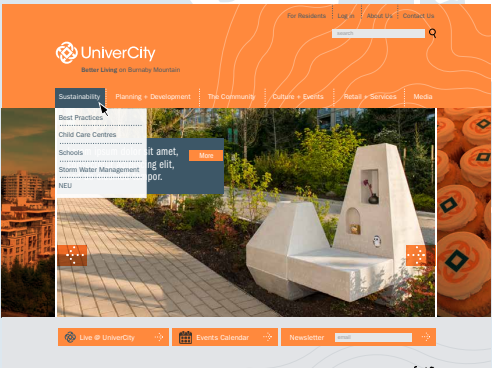 For Residents Log in About Us Contact Us
search
UniverCity
Better Living on Burnaby Mountain
Sustainability Planning + Development The Community Culture + Events Retail + Services Media
Best Practices
Child Care Centres
Schools
Storm Water Management
NEU
sit amet,
ng elit,
por.
More
Live @ UniverCity
Events Calendar
Newsletter
email